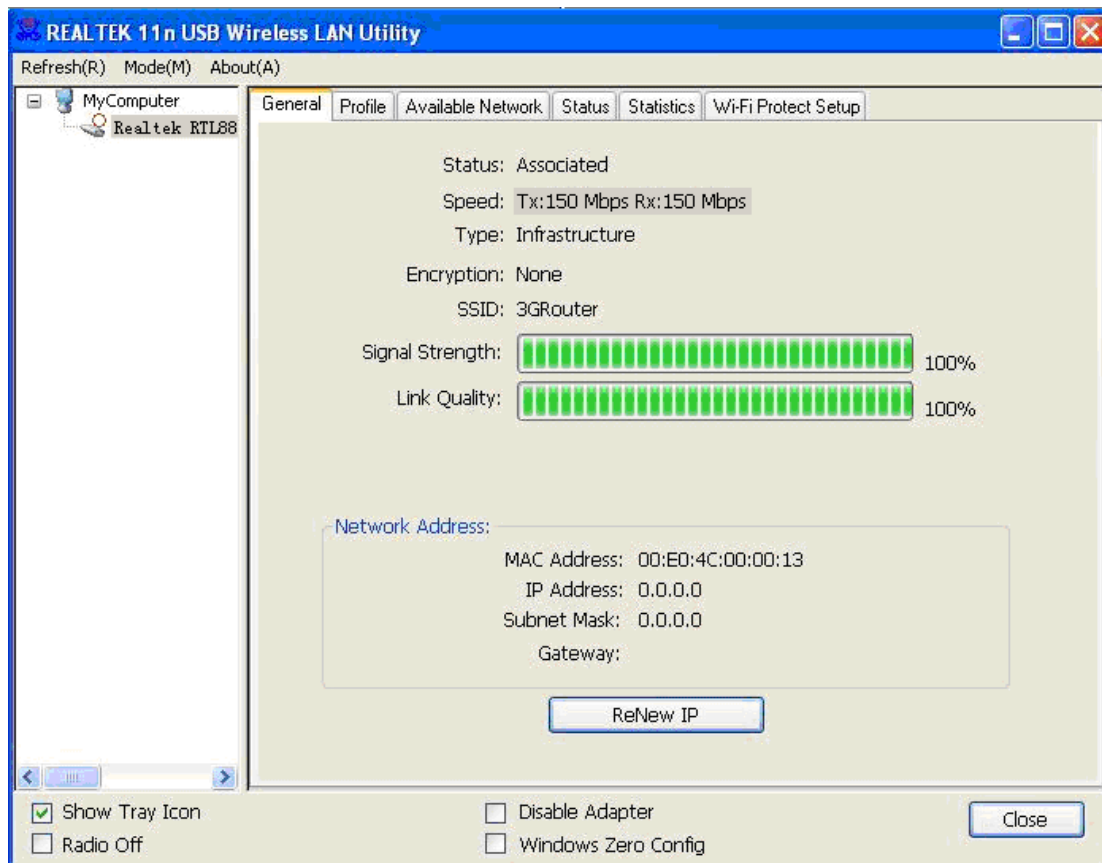 REALTEK 11n USB Wireless LAN Utility
Refresh(R) Mode(M) About(A)
MyComputer
Realtek RTL88
General Profile Available Network Status Statistics Wi-Fi Protect Setup
Status: Associated
Speed: Tx:150 Mbps Rx:150 Mbps
Type: Infrastructure
Encryption: None
SSID: 3GRouter
Signal Strength: 100%
Link Quality: 100%
Network Address:
MAC Address: 00:E0:4C:00:00:13
IP Address: 0.0.0.0
Subnet Mask: 0.0.0.0
Gateway:
ReNew IP
Show Tray Icon Disable Adapter
Radio Off Windows Zero Config
Close